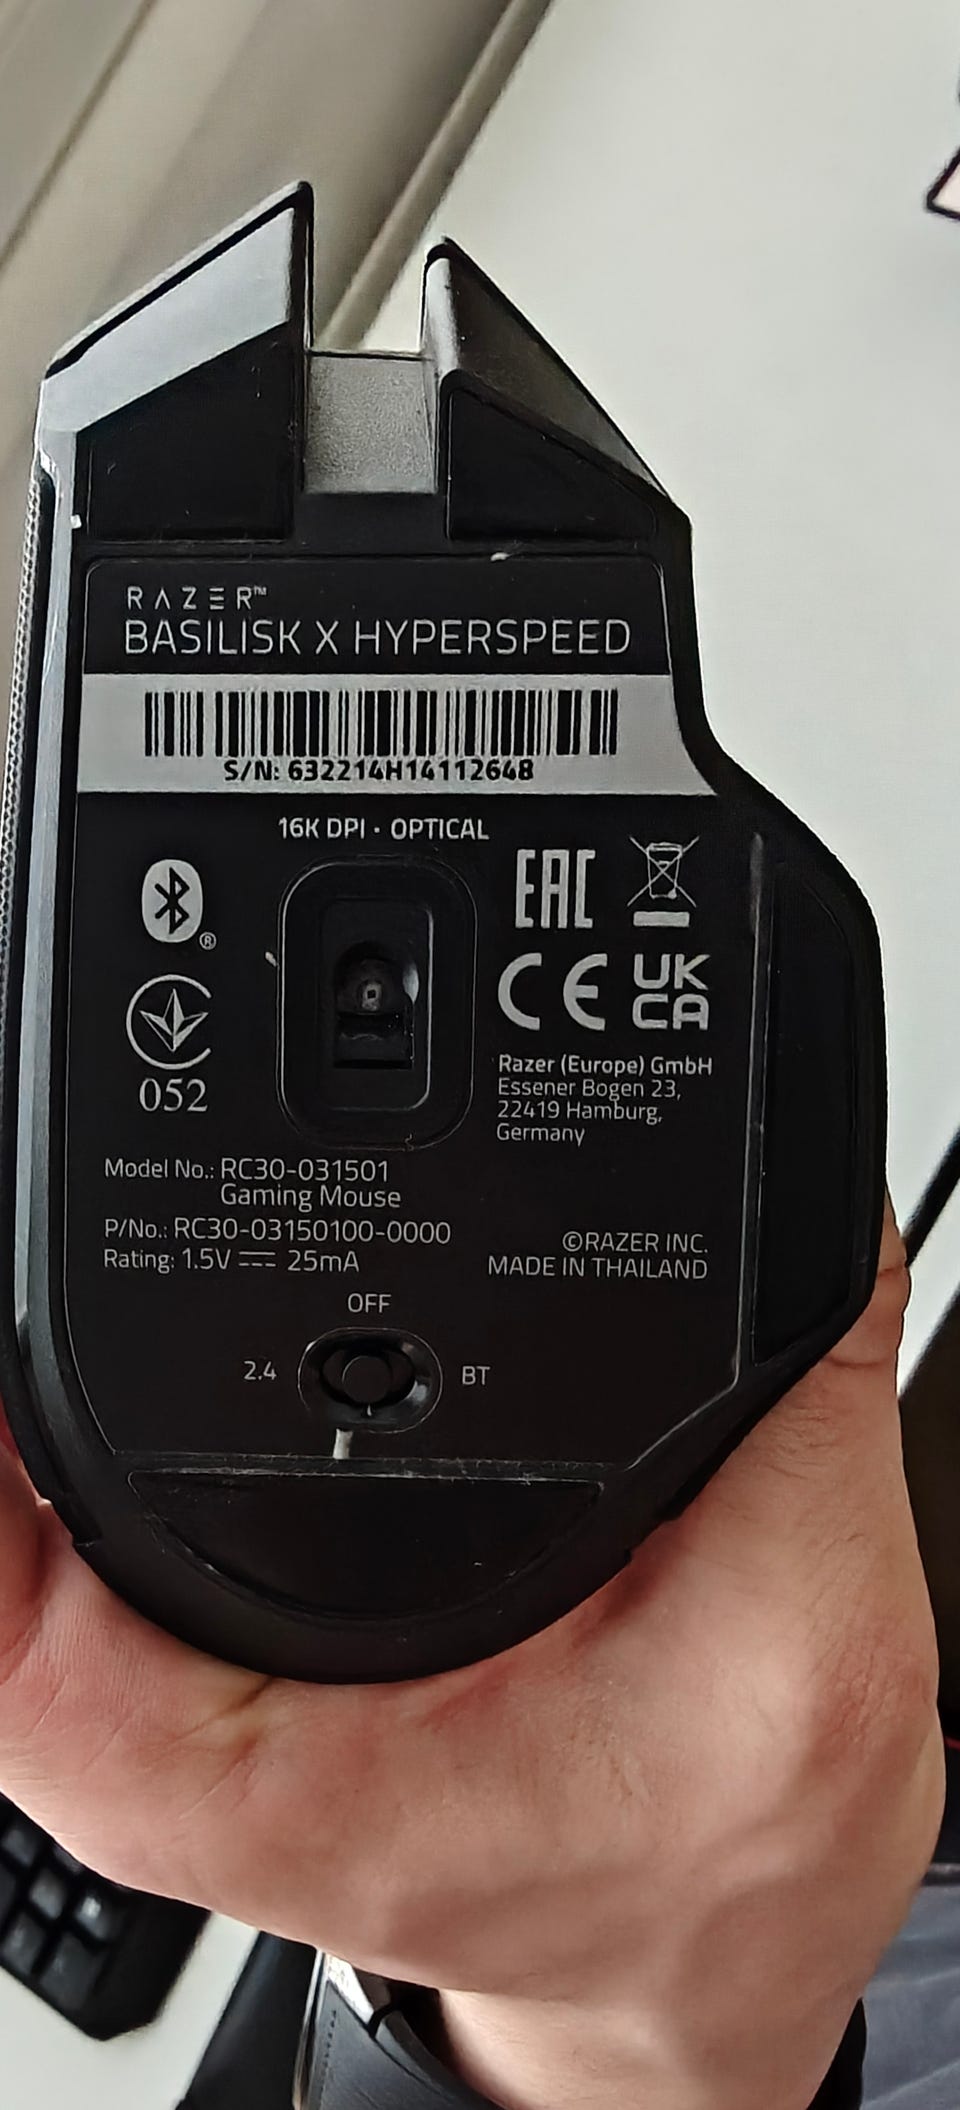 RAZER™
BASILISK X HYPERSPEED
S/N: 632214H14112648
16K DPI · OPTICAL
®
052
EAC
CE
UK
CA
Razer (Europe) GmbH
Essener Bogen 23,
22419 Hamburg,
Germany
Model No.: RC30-031501
Gaming Mouse
P/No.: RC30-03150100-0000
Rating: 1.5V ⎓ 25mA
©RAZER INC.
MADE IN THAILAND
OFF
2.4
BT